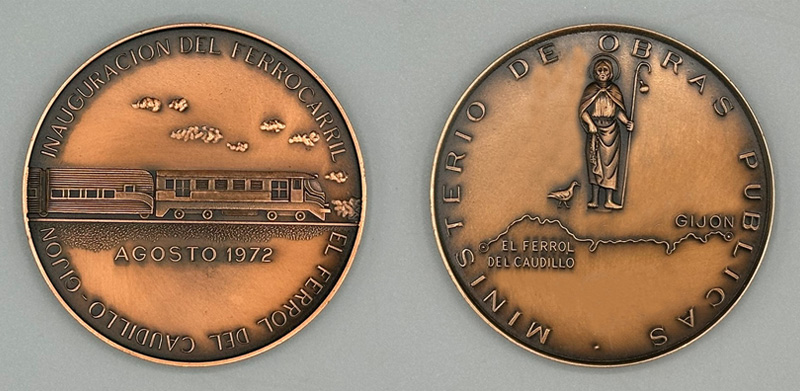 INAUGURACION DEL FERROCARRIL
AGOSTO 1972
EL FERROL DEL CAUDILLO-GIJON
MINISTERIO DE OBRAS PUBLICAS ·
GIJON
EL FERROL
DEL CAUDILLO